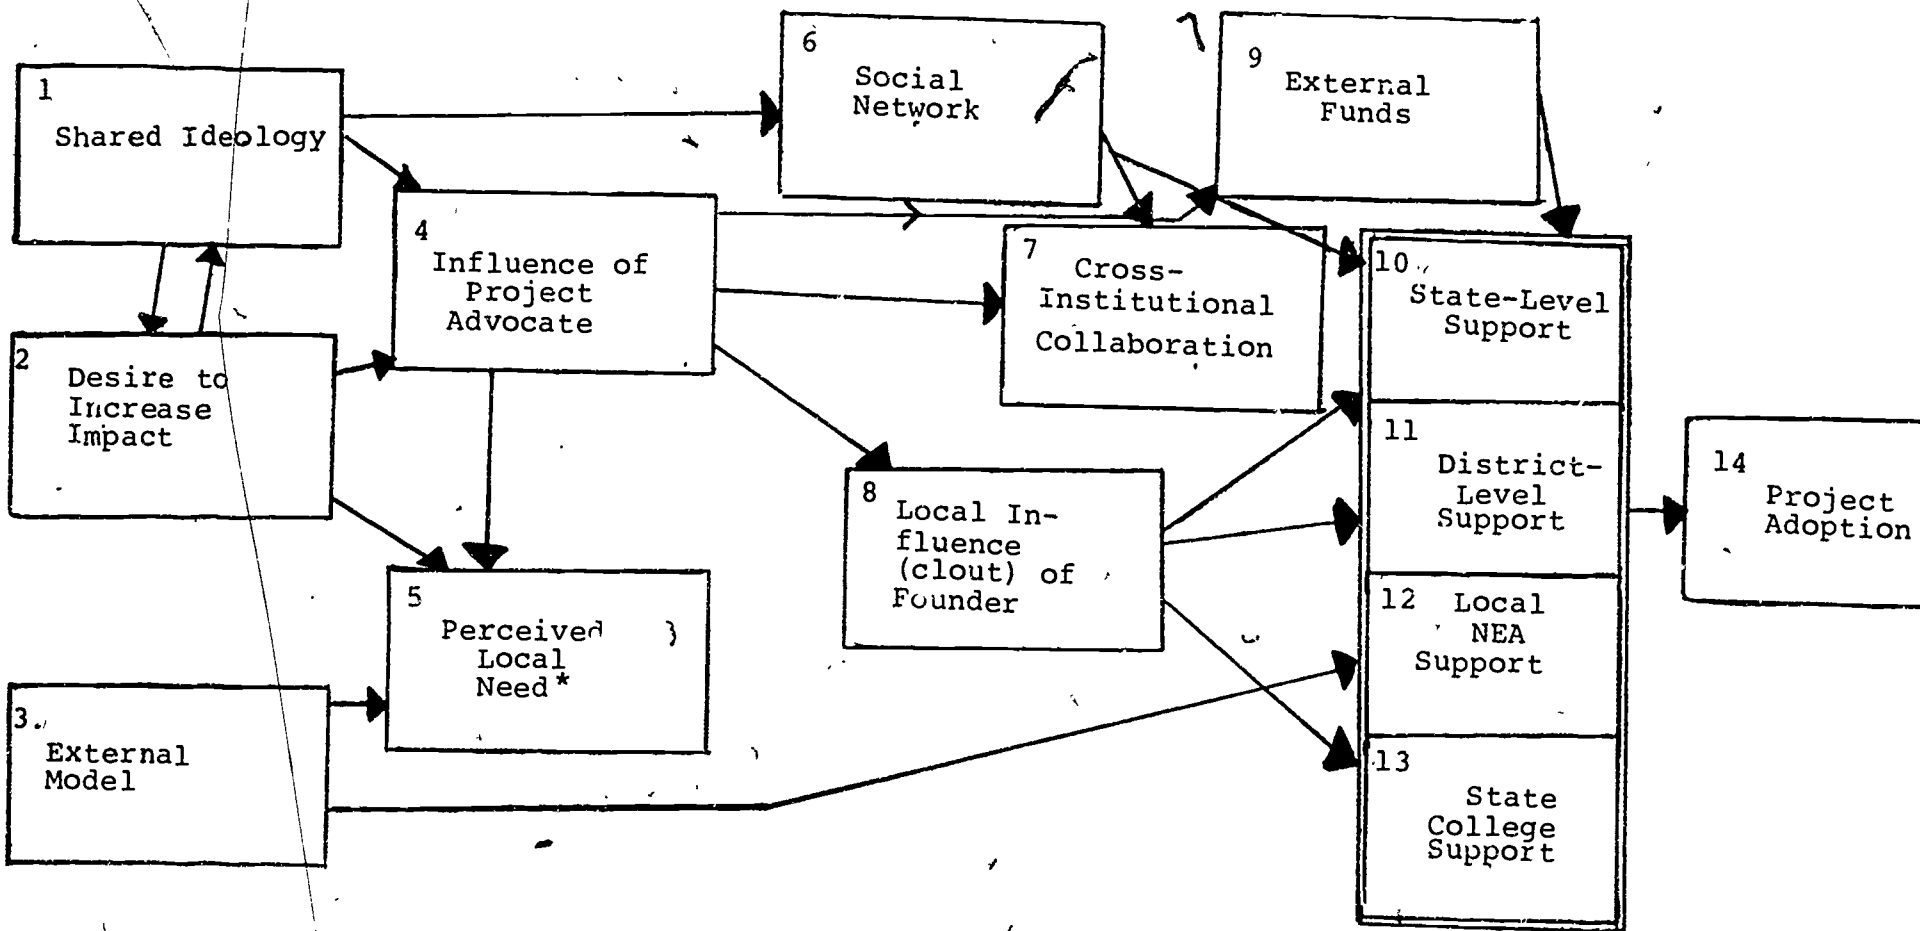 1
Shared Ideology
2
Desire to
Increase
Impact
3.
External
Model
4
Influence of
Project
Advocate
5
Perceived
Local
Need*
6
Social
Network
7
Cross-
Institutional
Collaboration
8
Local In-
fluence
(clout) of
Founder
9
External
Funds
10
State-Level
Support
11
District-
Level
Support
12 Local
NEA
Support
13
State
College
Support
14
Project
Adoption